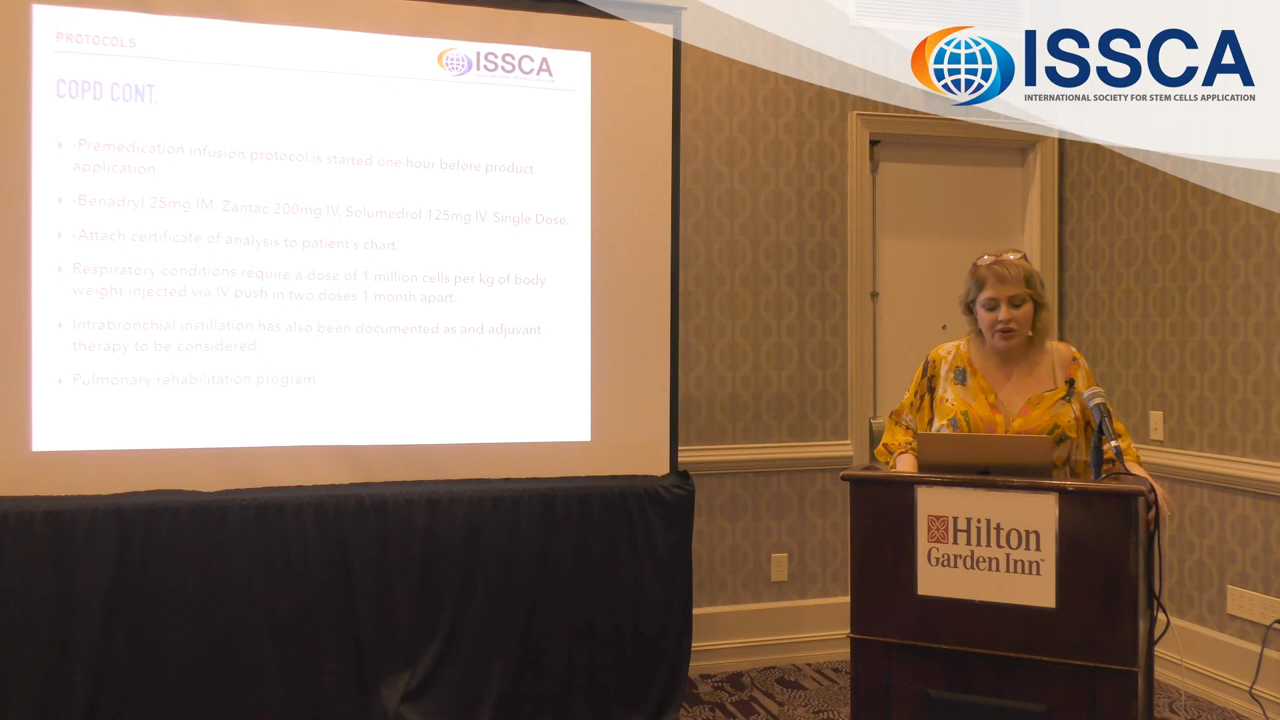 PROTOCOLS
ISSCA
COPD CONT.
-Premedication infusion protocol is started one hour before product
application.
-Benadryl 25mg IM, Zantac 200mg IV, Solumedrol 125mg IV. Single Dose.
-Attach certificate of analysis to patient's chart.
Respiratory conditions require a dose of 1 million cells per kg of body
weight injected via IV push in two doses 1 month apart.
Intrabronchial instillation has also been documented as and adjuvant
therapy to be considered
Pulmonary rehabilitation program.
ISSCA
INTERNATIONAL SOCIETY FOR STEM CELLS APPLICATION
Hilton
Garden Inn™